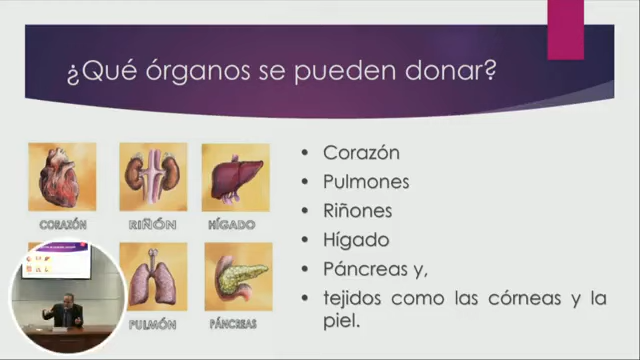 ¿Qué órganos se pueden donar?
CORAZÓN
RIÑÓN
HÍGADO
PULMÓN
PÁNCREAS
• Corazón
• Pulmones
• Riñones
• Hígado
• Páncreas y,
• tejidos como las córneas y la
piel.